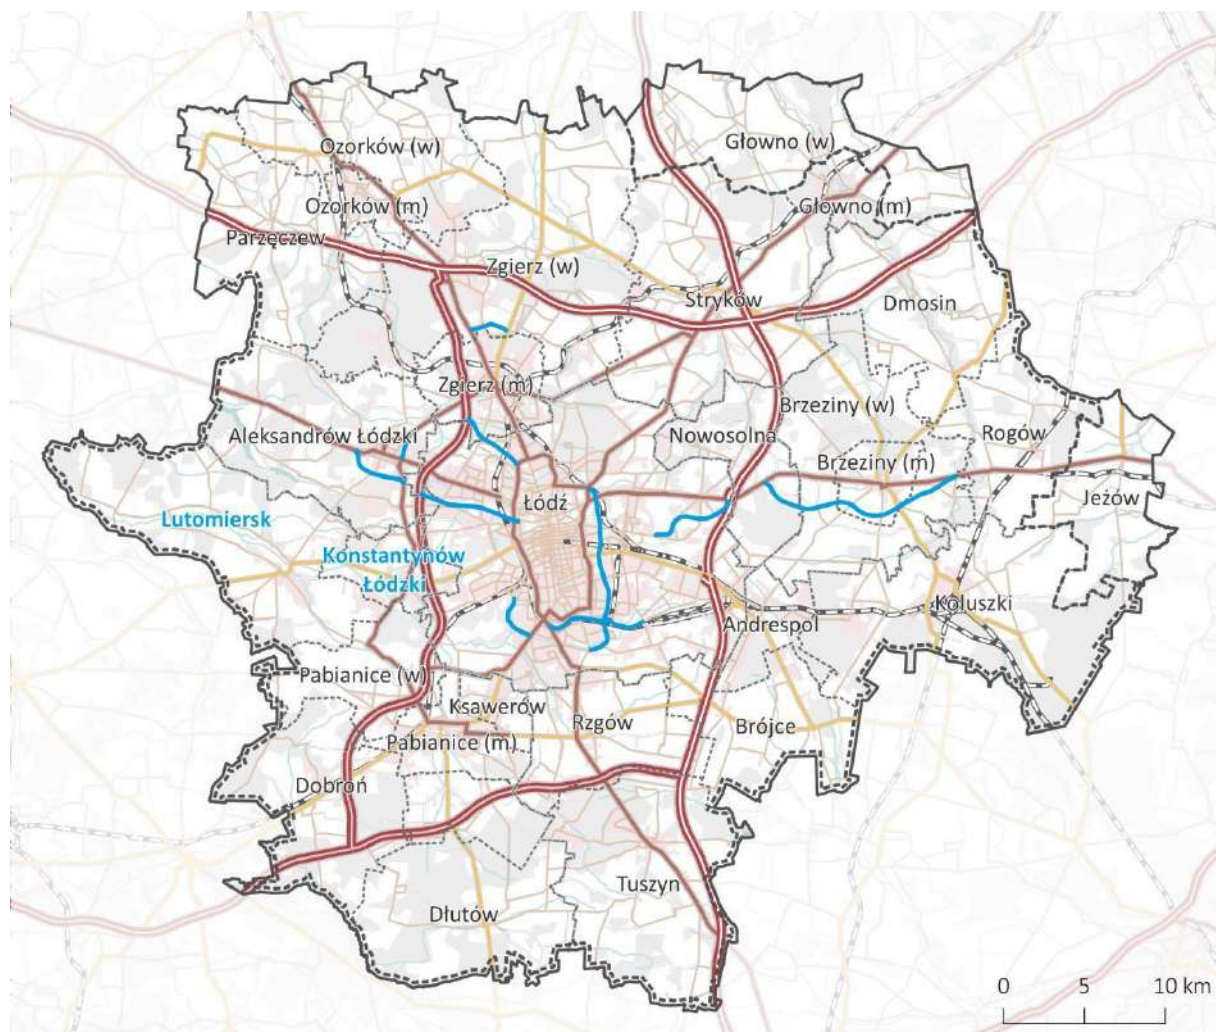 Głowno (w)
Ozorków (w)
Ozorków (m)
Głowno (m)
Parzęczew
Zgierz (w)
Stryków
Dmosin
Zgierz (m)
Brzeziny (w)
Aleksandrów Łódzki
Nowosolna
Rogów
Brzeziny (m)
Jeżów
Łódź
Lutomiersk
Konstantynów
Łódzki
Koluszki
Andrespol
Pabianice (w)
Ksawerów
Rzgów
Brójce
Pabianice (m)
Dobroń
Tuszyn
Dłutów
0 5 10 km